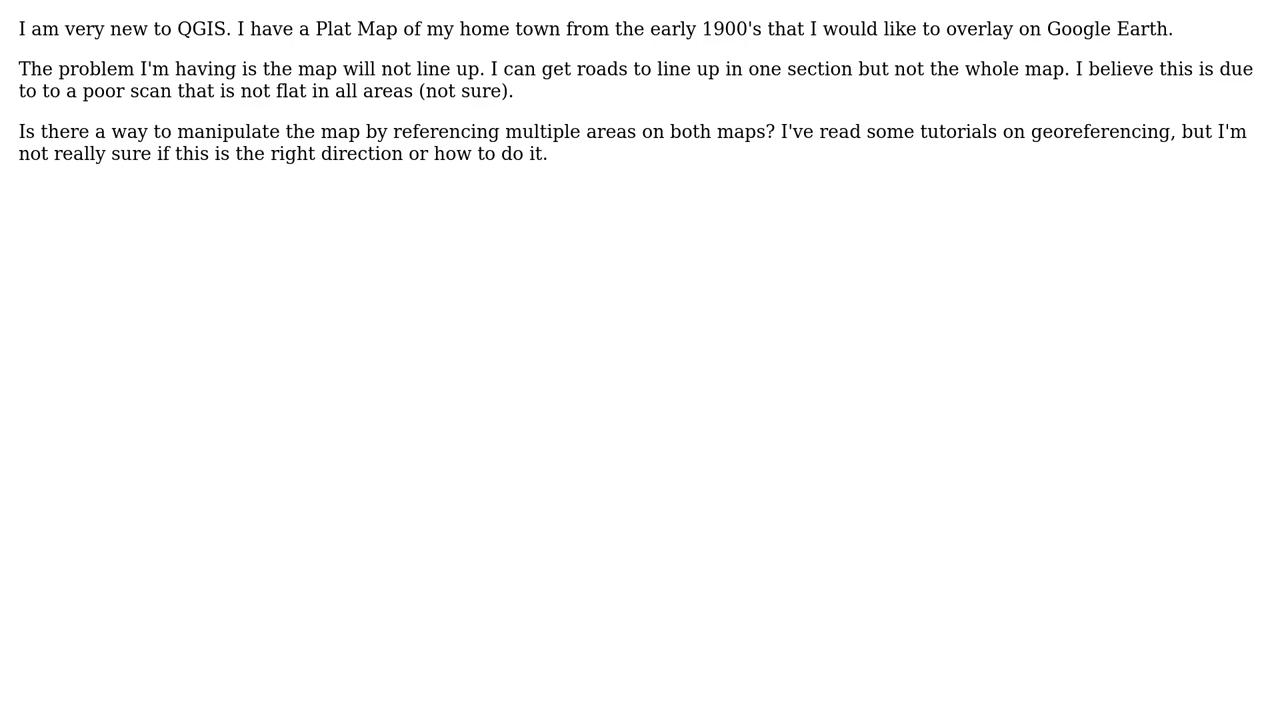 I am very new to QGIS. I have a Plat Map of my home town from the early 1900's that I would like to overlay on Google Earth.
The problem I'm having is the map will not line up. I can get roads to line up in one section but not the whole map. I believe this is due
to to a poor scan that is not flat in all areas (not sure).
Is there a way to manipulate the map by referencing multiple areas on both maps? I've read some tutorials on georeferencing, but I'm
not really sure if this is the right direction or how to do it.